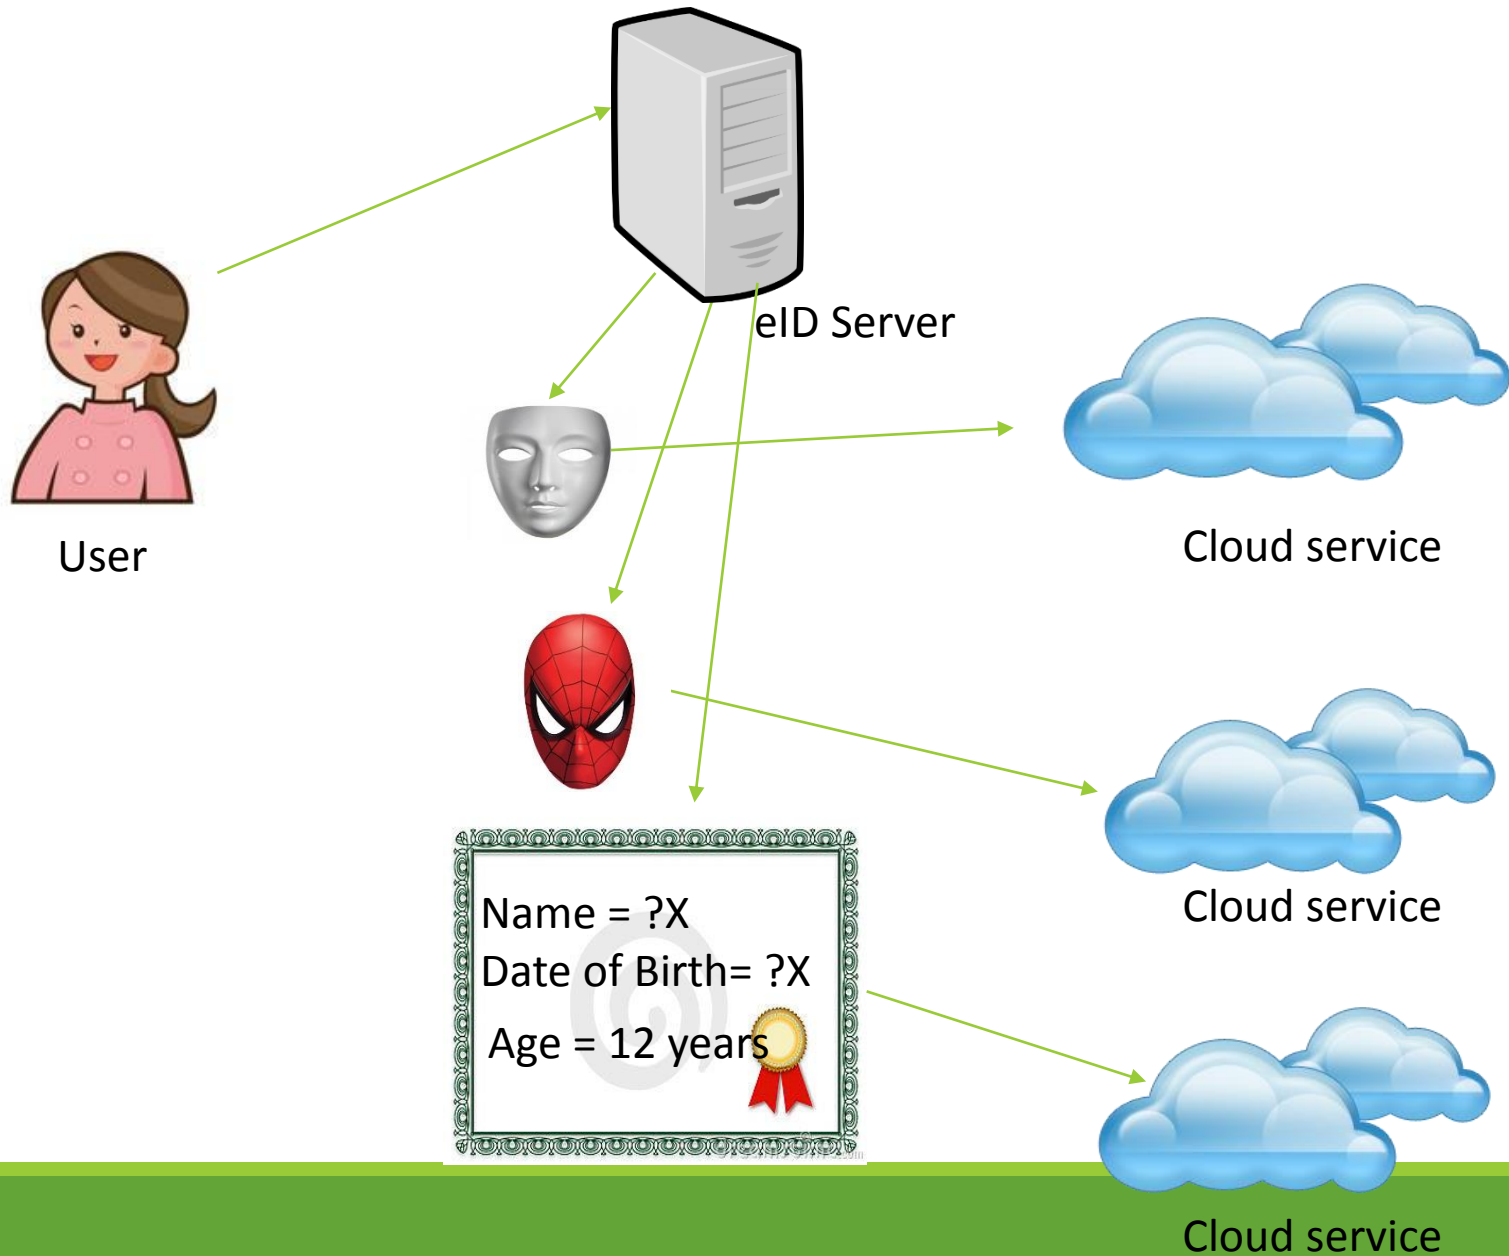 eID Server
User
Cloud service
Cloud service
Name = ?X
Date of Birth= ?X
Age = 12 years
Cloud service